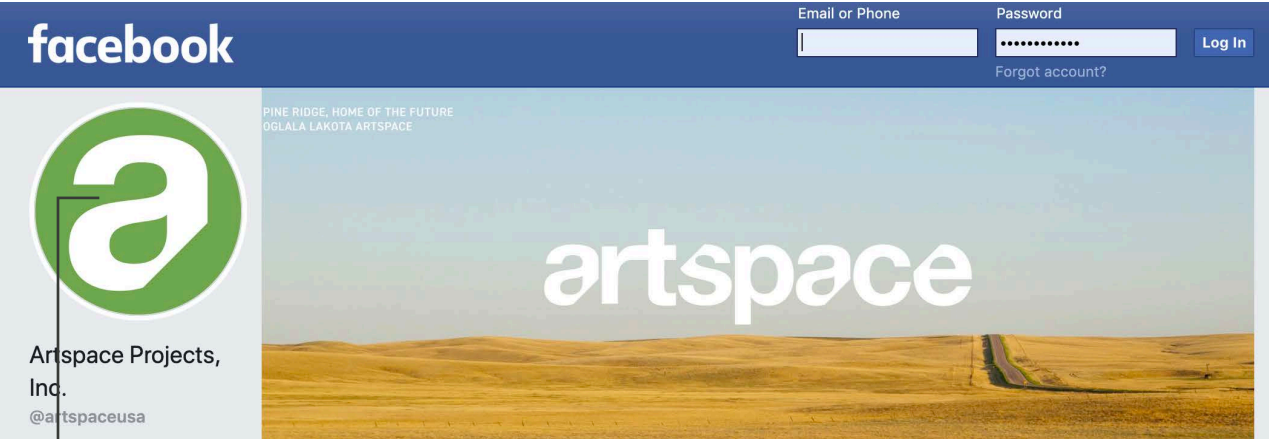 facebook
Email or Phone
Password
••••••••••••
Log In
Forgot account?
a
PINE RIDGE, HOME OF THE FUTURE
OGLALA LAKOTA ARTSPACE
artspace
Artspace Projects,
Inc.
@artspaceusa